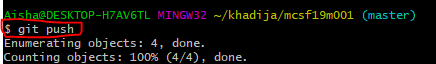 Aisha@DESKTOP-H7AV6TL MINGW32 ~/khadija/mcsf19m001 (master)
$ git push
Enumerating objects: 4, done.
Counting objects: 100% (4/4), done.